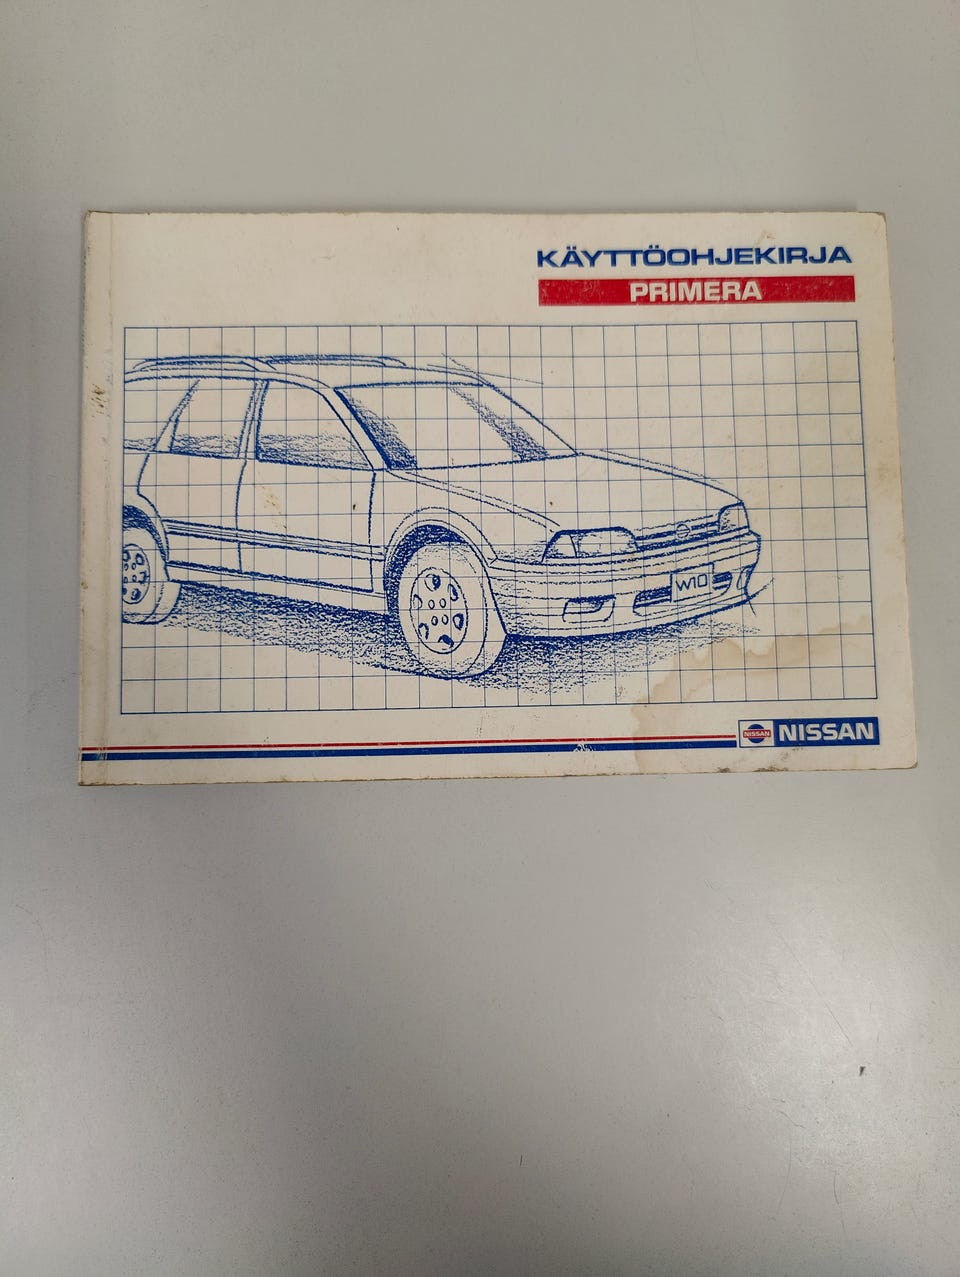 KÄYTTÖOHJEKIRJA
PRIMERA
W10
NISSAN NISSAN